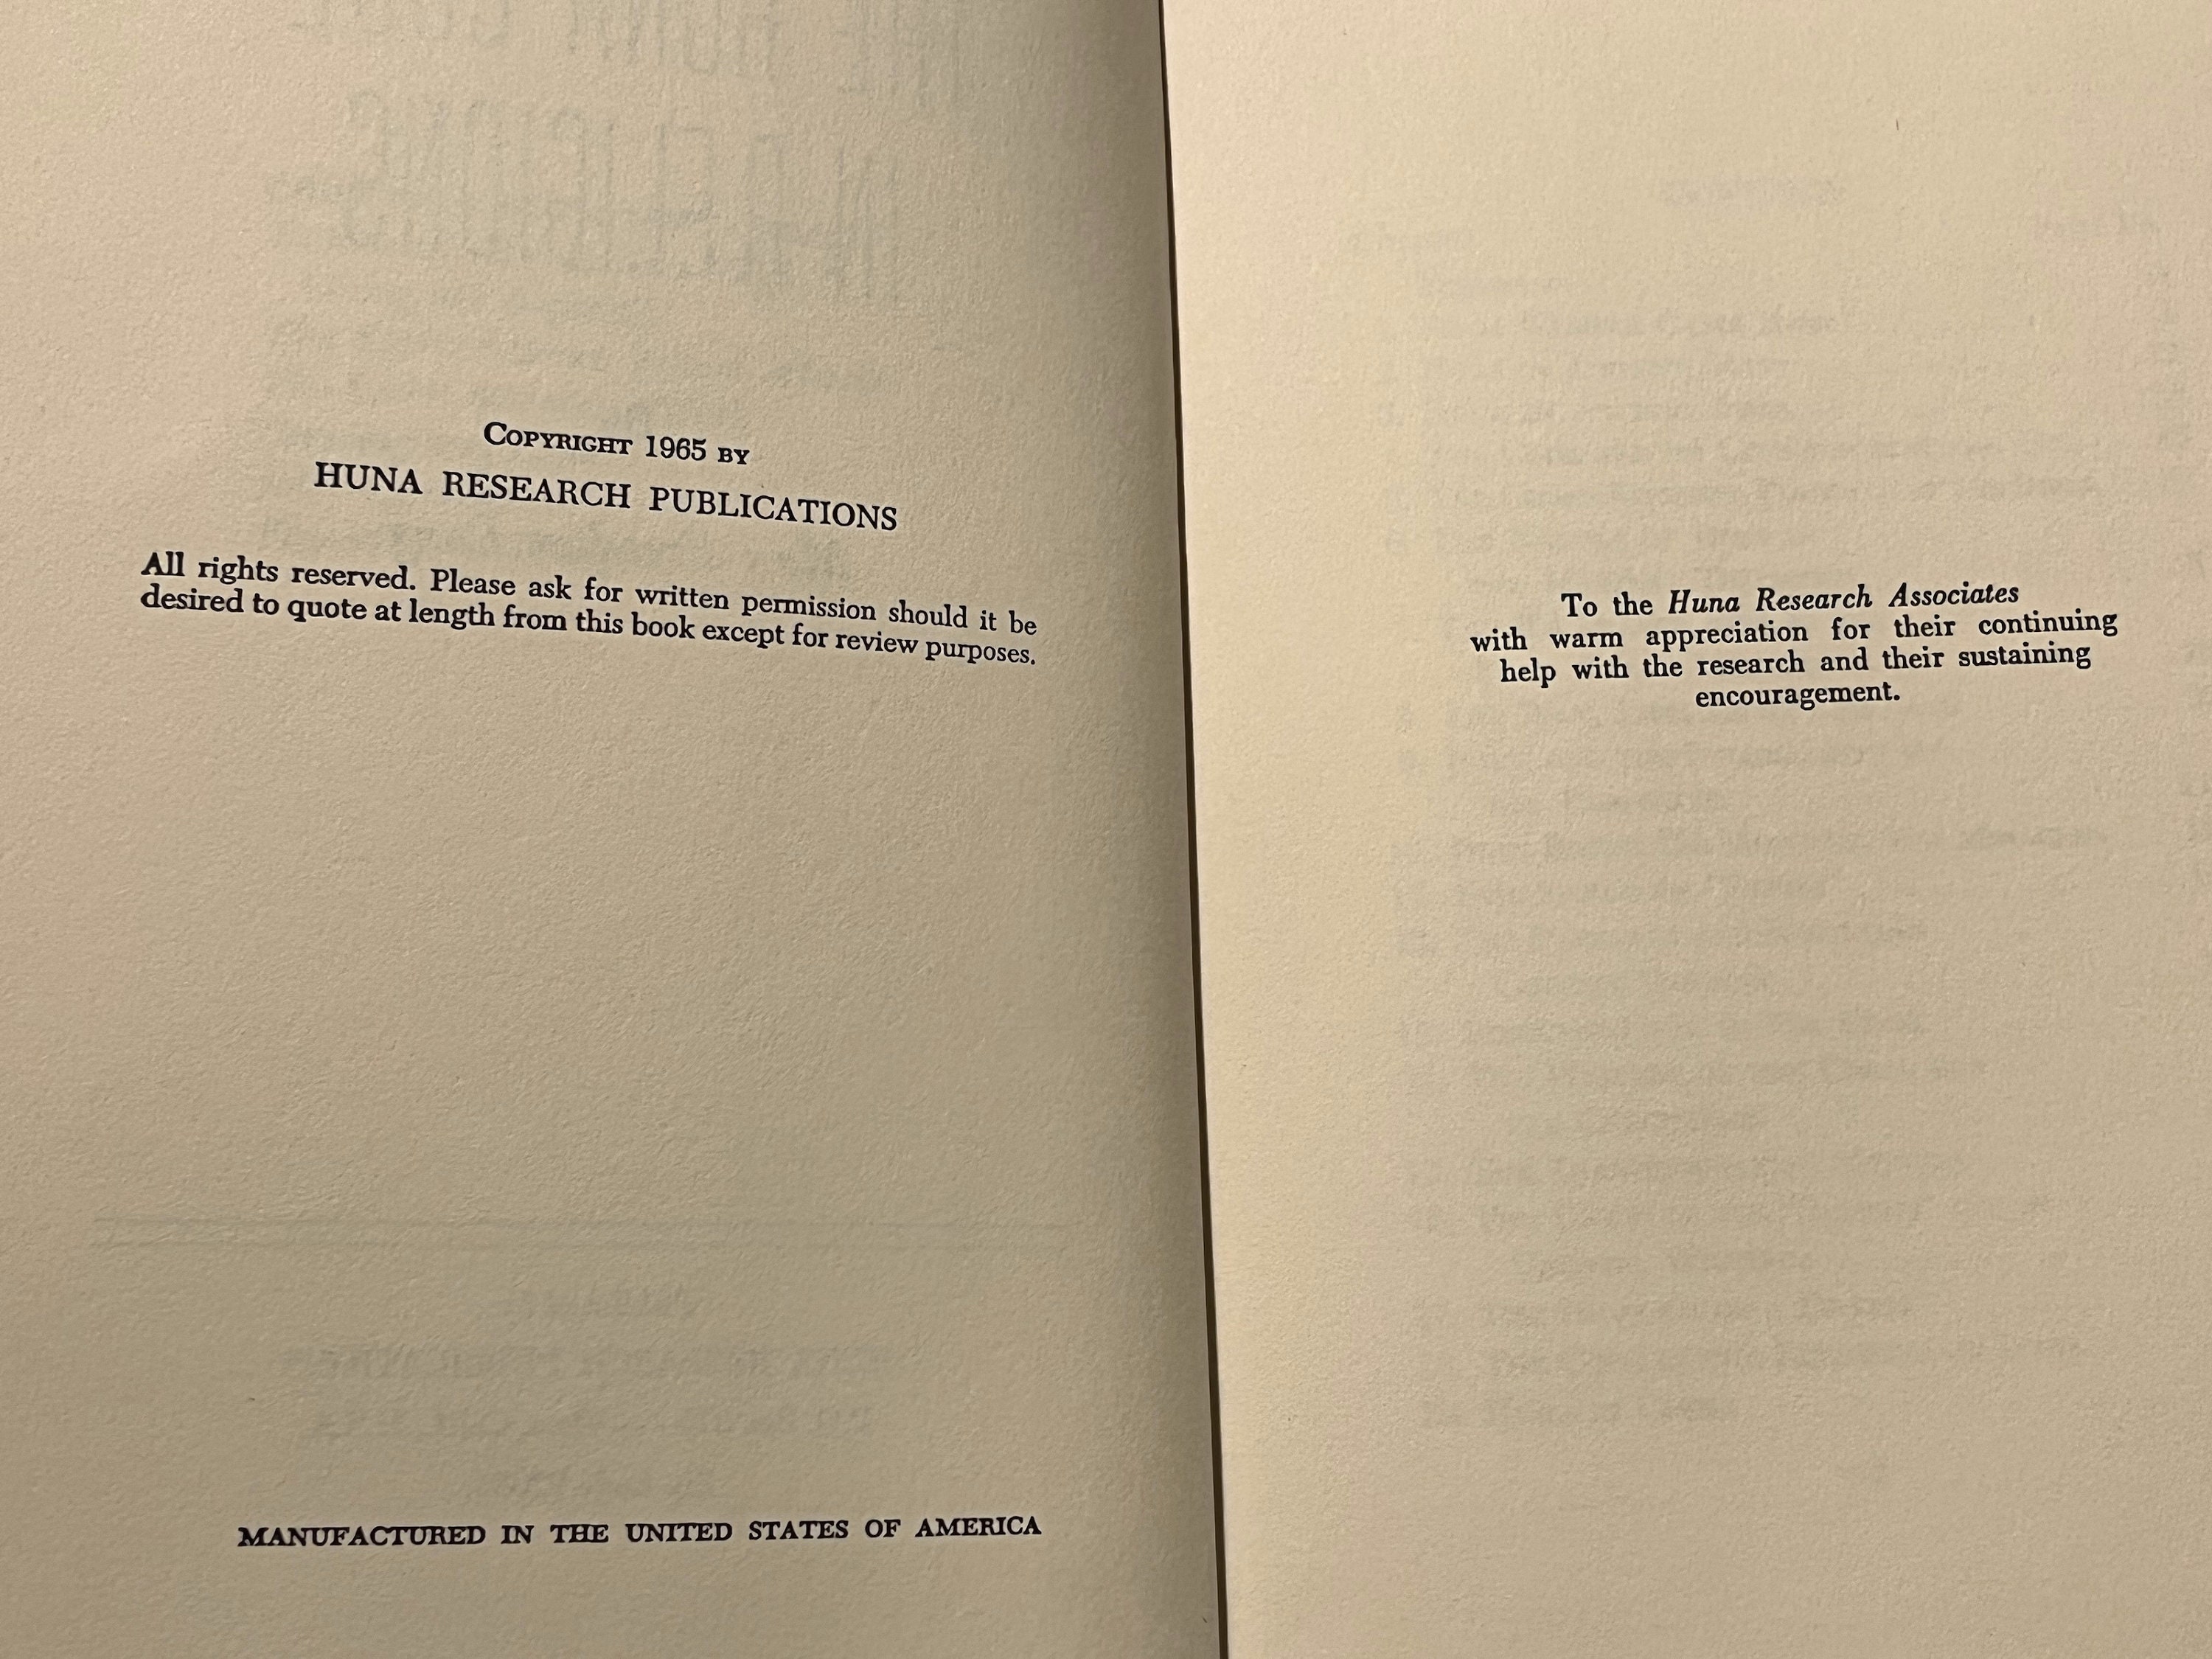 COPYRIGHT 1965 BY
HUNA RESEARCH PUBLICATIONS
All rights reserved. Please ask for written permission should it be
desired to quote at length from this book except for review purposes.
MANUFACTURED IN THE UNITED STATES OF AMERICA
To the Huna Research Associates
with warm appreciation for their continuing
help with the research and their sustaining
encouragement.